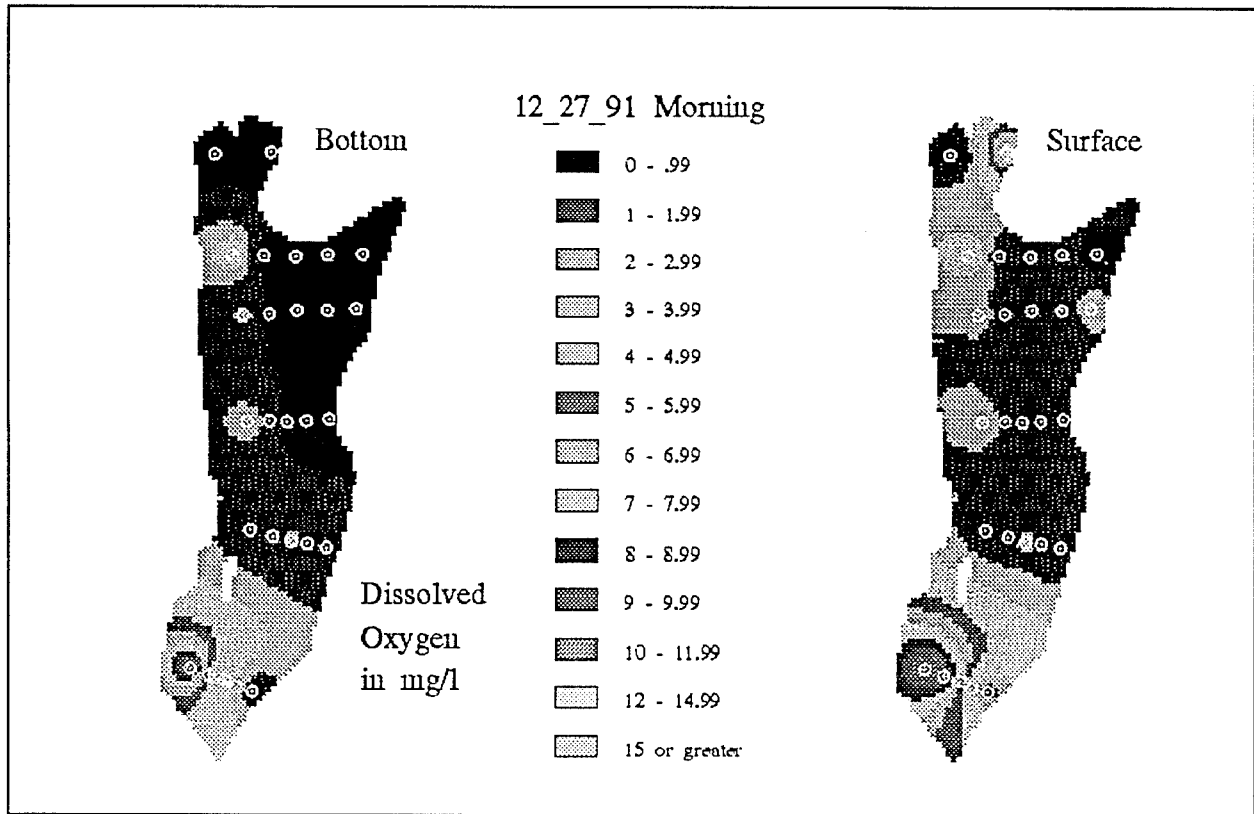 12_27_91 Morning
Bottom
Surface
0 - .99
1 - 1.99
2 - 2.99
3 - 3.99
4 - 4.99
5 - 5.99
6 - 6.99
7 - 7.99
8 - 8.99
9 - 9.99
10 - 11.99
12 - 14.99
15 or greater
Dissolved
Oxygen
in mg/l